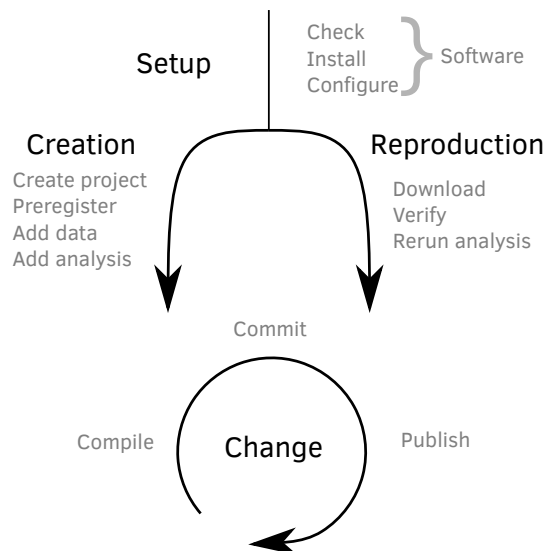 Setup
Check
Install
Configure
Software
Creation
Create project
Preregister
Add data
Add analysis
Reproduction
Download
Verify
Rerun analysis
Commit
Compile
Change
Publish